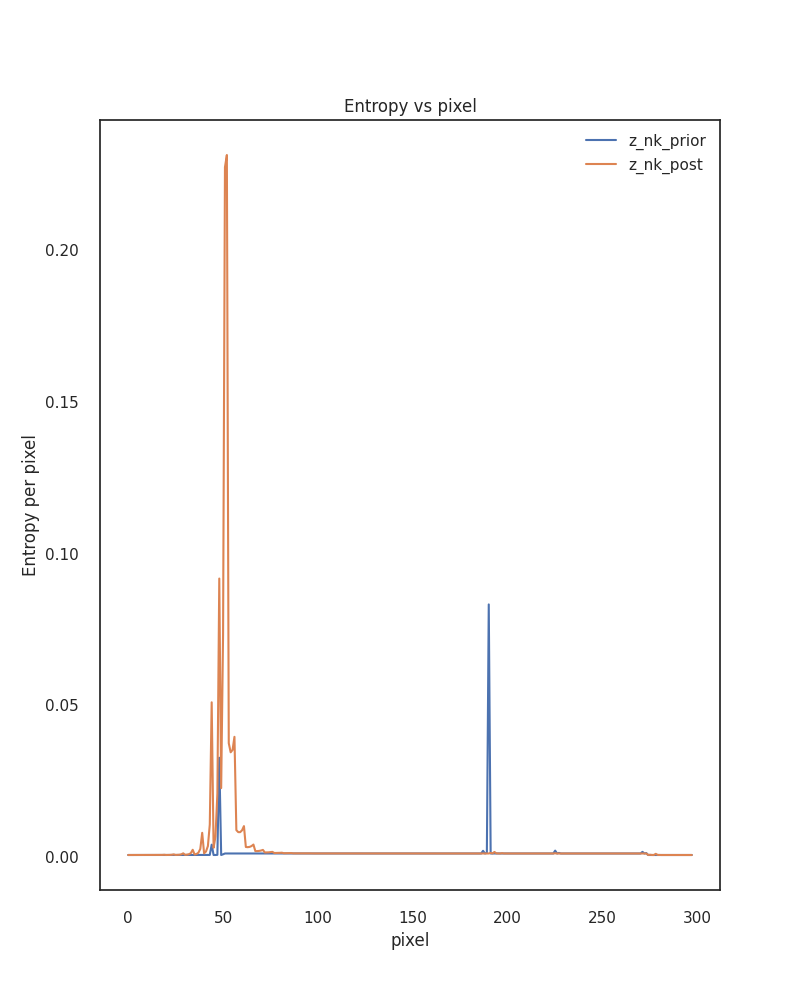 Entropy vs pixel
z_nk_prior
z_nk_post
Entropy per pixel
0.20
0.15
0.10
0.05
0.00
0 50 100 150 200 250 300
pixel